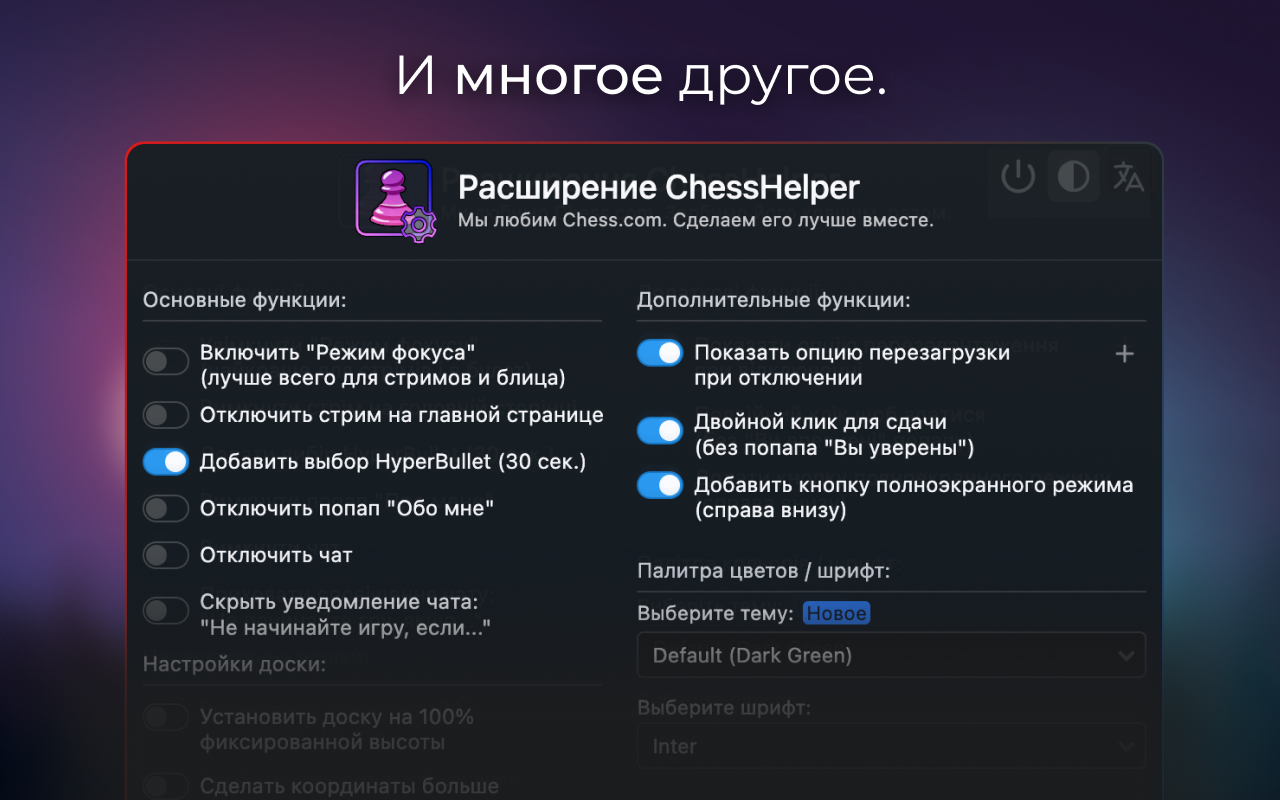 И многое другое.
Расширение ChessHelper
Мы любим Chess.com. Сделаем его лучше вместе.
Основные функции:
Включить "Режим фокуса"
(лучше всего для стримов и блица)
Отключить стрим на главной странице
Добавить выбор HyperBullet (30 сек.)
Отключить попап "Обо мне"
Отключить чат
Скрыть уведомление чата:
"Не начинайте игру, если..."
Настройки доски:
Установить доску на 100%
фиксированной высоты
Сделать координаты больше
Дополнительные функции:
Показать опцию перезагрузки
при отключении
Двойной клик для сдачи
(без попапа "Вы уверены")
Добавить кнопку полноэкранного режима
(справа внизу)
Палитра цветов / шрифт:
Выберите тему: Новое
Default (Dark Green)
Выберите шрифт:
Inter